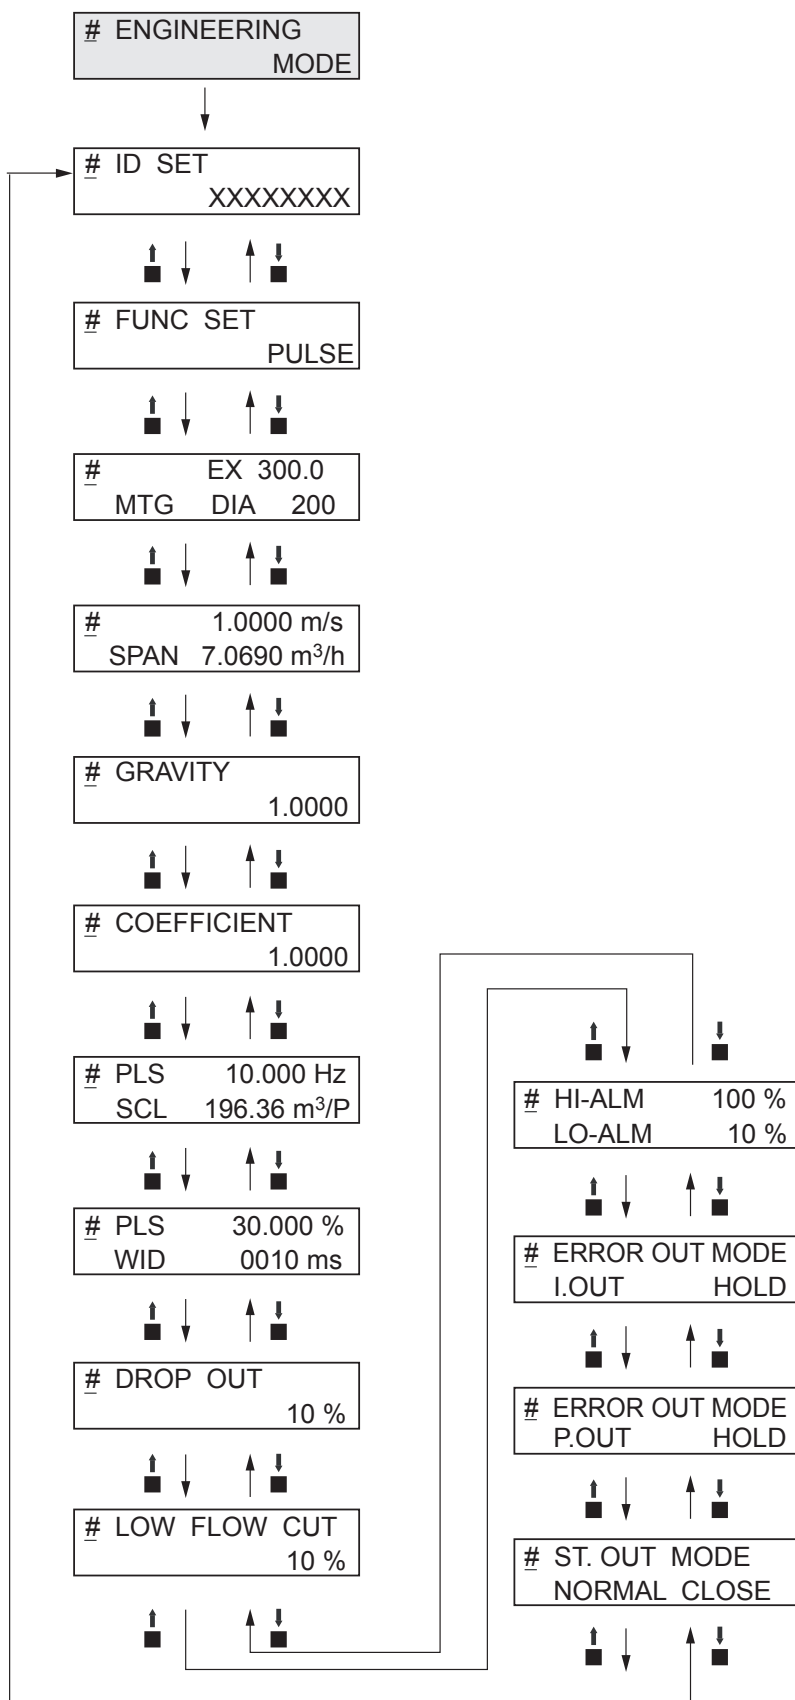 # ENGINEERING
MODE
# ID SET
XXXXXXXX
# FUNC SET
PULSE
# EX 300.0
MTG DIA 200
# 1.0000 m/s
SPAN 7.0690 m³/h
# GRAVITY
1.0000
# COEFFICIENT
1.0000
# PLS 10.000 Hz
SCL 196.36 m³/P
# PLS 30.000 %
WID 0010 ms
# DROP OUT
10 %
# LOW FLOW CUT
10 %
# HI-ALM 100 %
LO-ALM 10 %
# ERROR OUT MODE
I.OUT HOLD
# ERROR OUT MODE
P.OUT HOLD
# ST. OUT MODE
NORMAL CLOSE